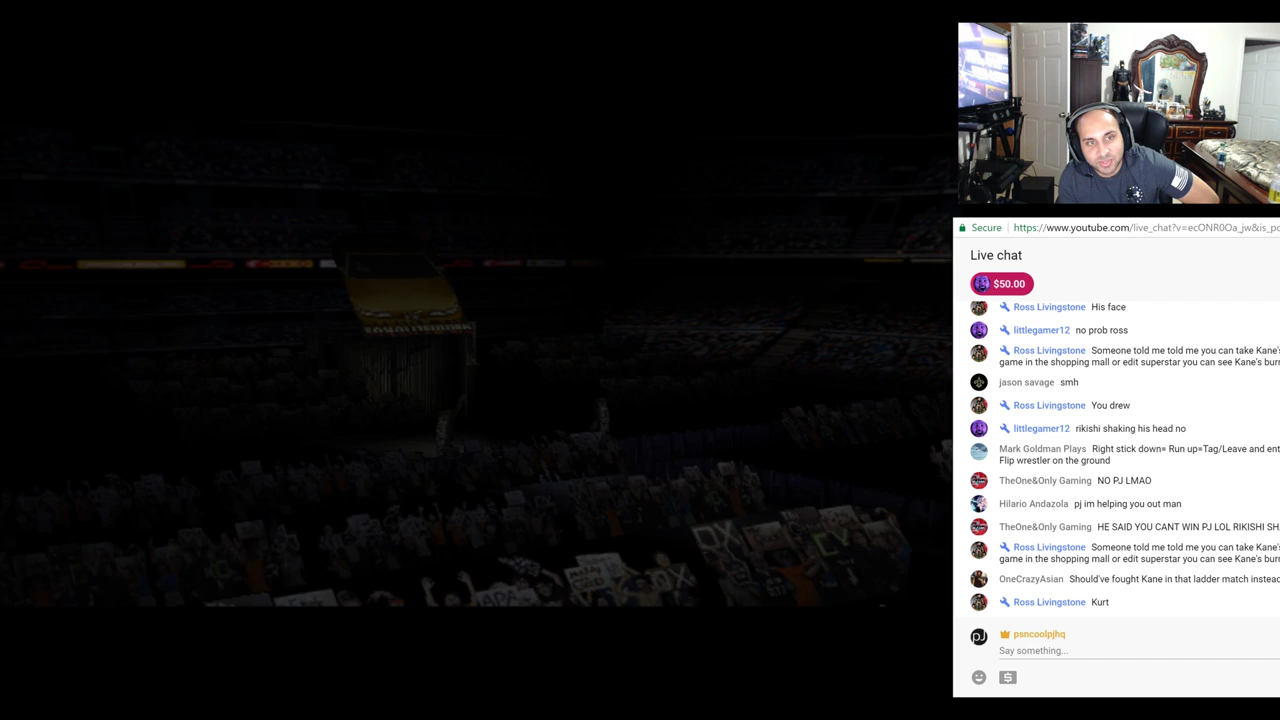 Secure
https://www.youtube.com/live_chat?v=ecONR0Oa_jw&is_po
Live chat
$50.00
Ross Livingstone His face
littlegamer12 no prob ross
Ross Livingstone Someone told me told me you can take Kane's
game in the shopping mall or edit superstar you can see Kane's burn
jason savage smh
Ross Livingstone You drew
littlegamer12 rikishi shaking his head no
Mark Goldman Plays Right stick down= Run up=Tag/Leave and ent
Flip wrestler on the ground
TheOne&Only Gaming NO PJ LMAO
Hilario Andazola pj im helping you out man
TheOne&Only Gaming HE SAID YOU CANT WIN PJ LOL RIKISHI SH
Ross Livingstone Someone told me told me you can take Kane's
game in the shopping mall or edit superstar you can see Kane's burn
OneCrazyAsian Should've fought Kane in that ladder match instead
Ross Livingstone Kurt
pJ
psncoolpjhq
Say something...
DX
DX